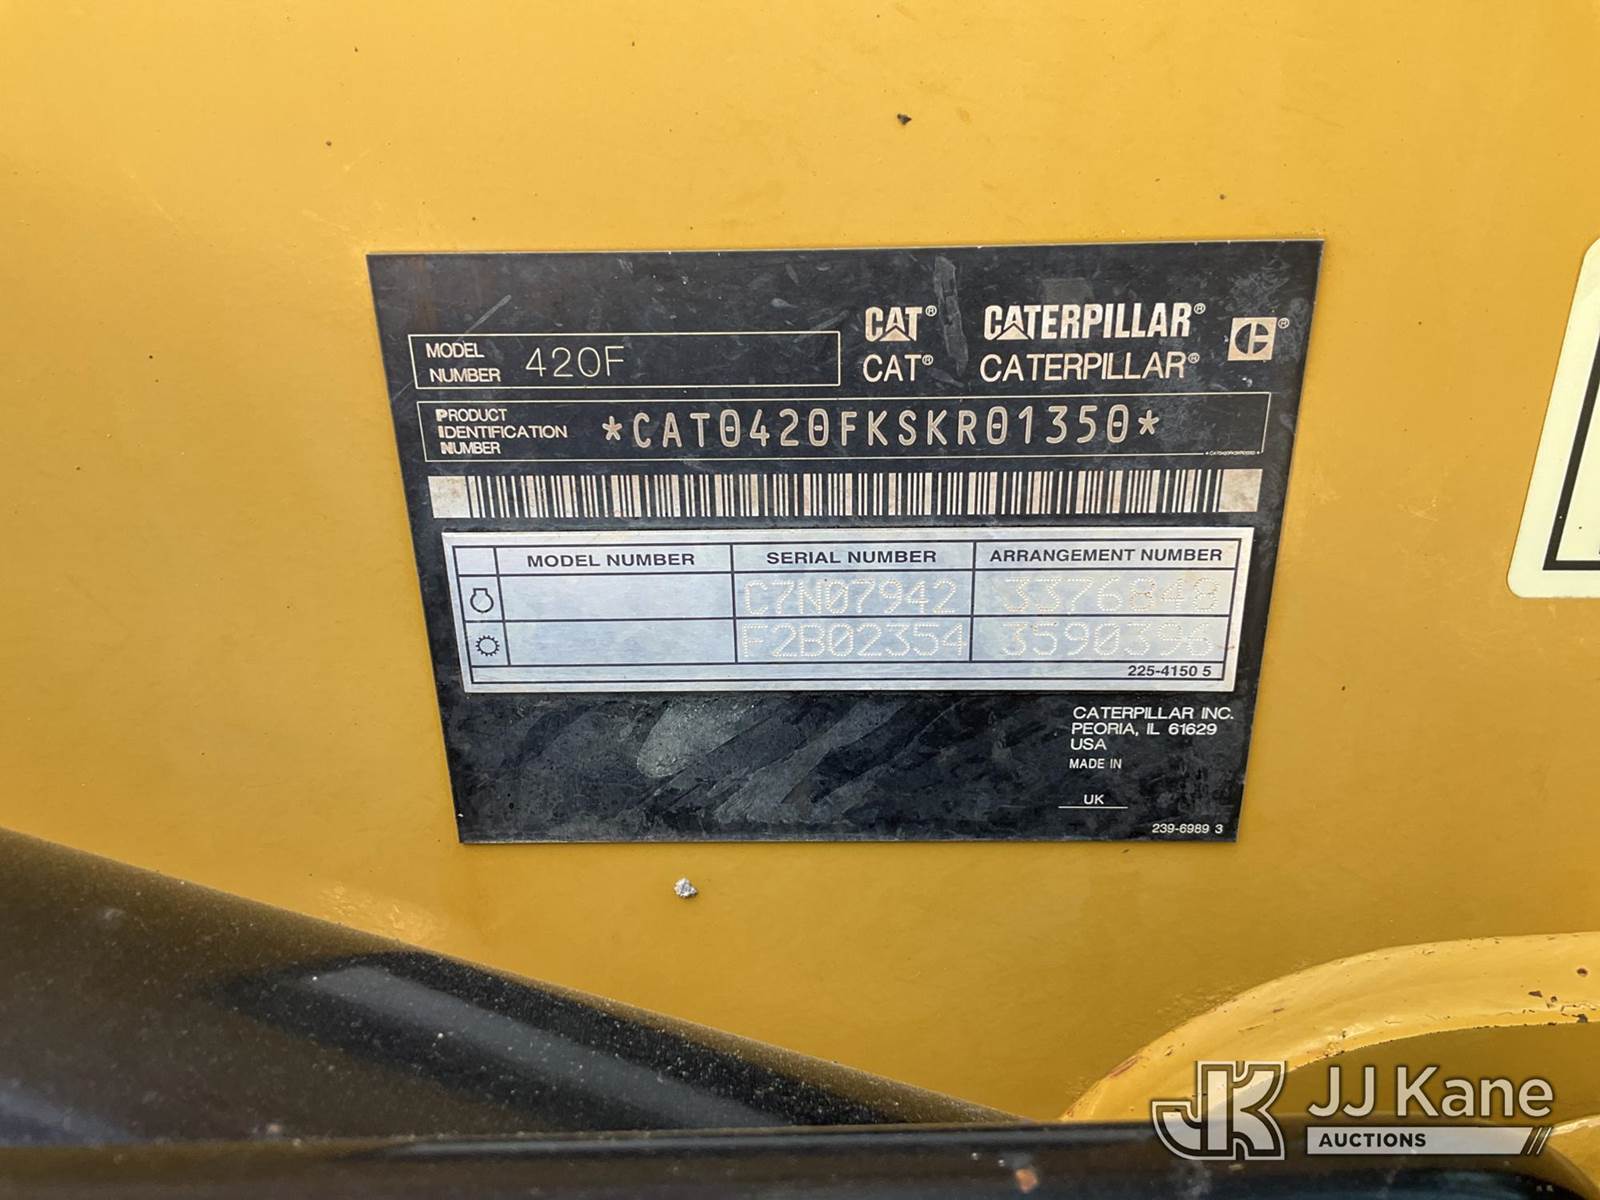 CAT® CATERPILLAR® ®
CAT® CATERPILLAR®
MODEL NUMBER 420F
PRODUCT IDENTIFICATION NUMBER *CAT0420FKSKR01350*
MODEL NUMBER SERIAL NUMBER ARRANGEMENT NUMBER
C7N07942 3376848
F2B02354 3590396
225-4150 5
CATERPILLAR INC.
PEORIA, IL 61629
USA
MADE IN
UK
239-6989 3
JK JJ Kane
AUCTIONS